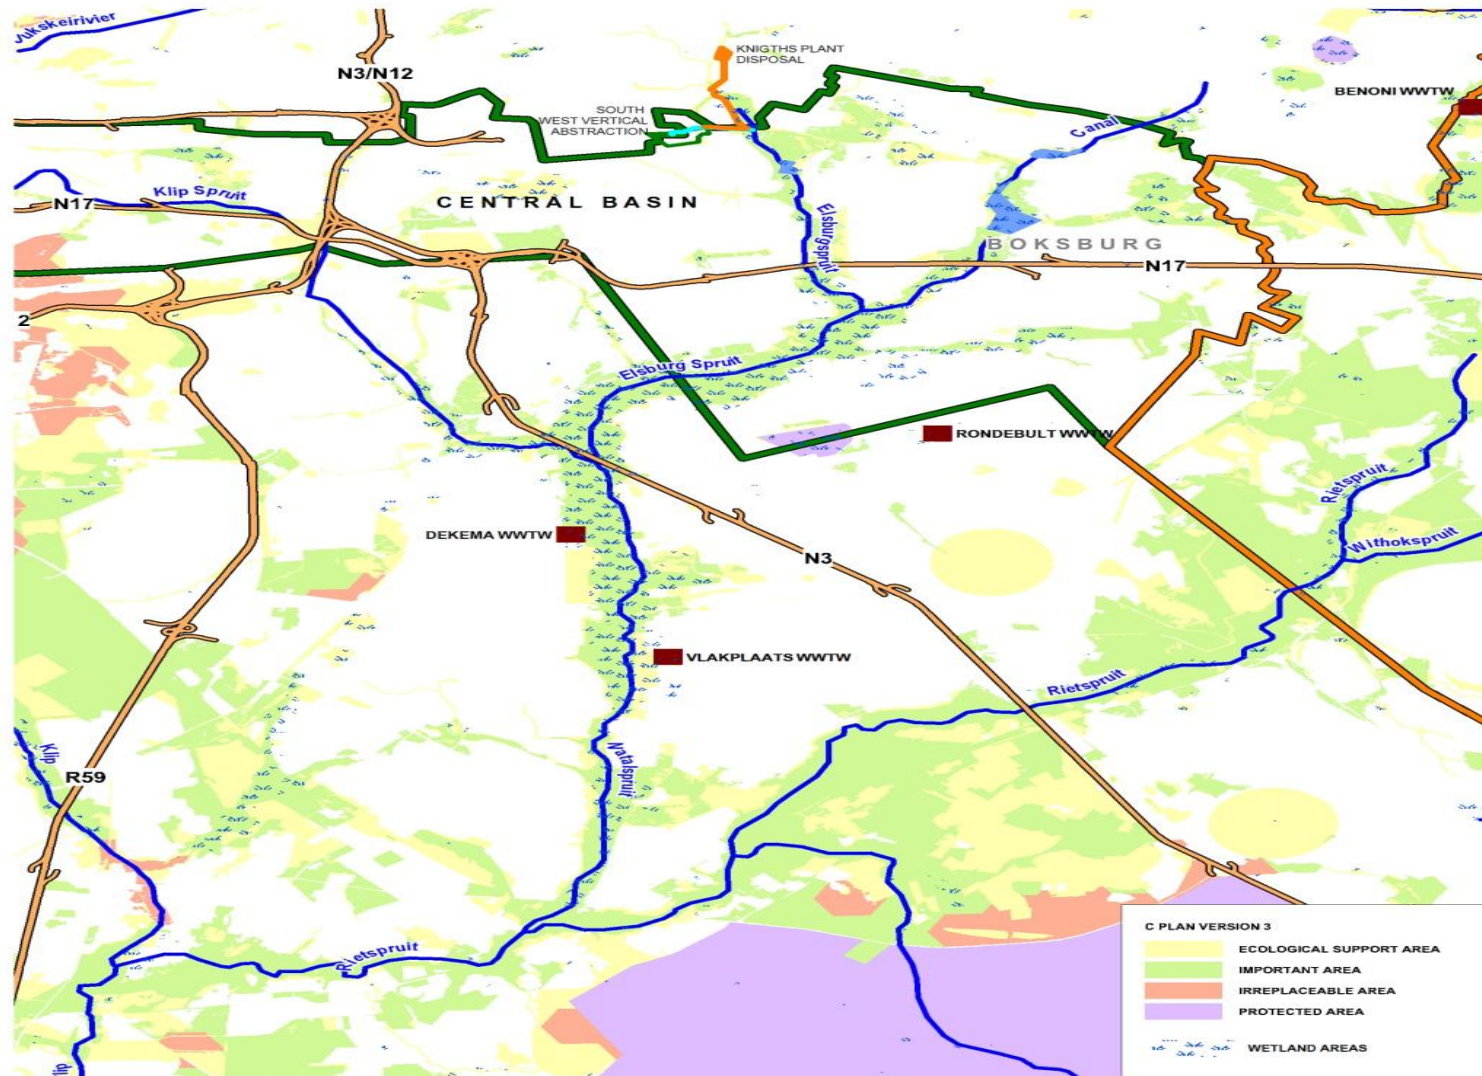 Jukskeirivier
N3/N12
KNIGTHS PLANT
DISPOSAL
BENONI WWTW
SOUTH
WEST VERTICAL
ABSTRACTION
Canal
Klip Spruit
N17
CENTRAL BASIN
Elsburgspruit
BOKSBURG
N17
2
Elsburg Spruit
RONDEBULT WWTW
Rietspruit
DEKEMA WWTW
Withokspruit
N3
VLAKPLAATS WWTW
Rietspruit
Klip
Natalspruit
R59
Rietspruit
C PLAN VERSION 3
ECOLOGICAL SUPPORT AREA
IMPORTANT AREA
IRREPLACEABLE AREA
PROTECTED AREA
WETLAND AREAS